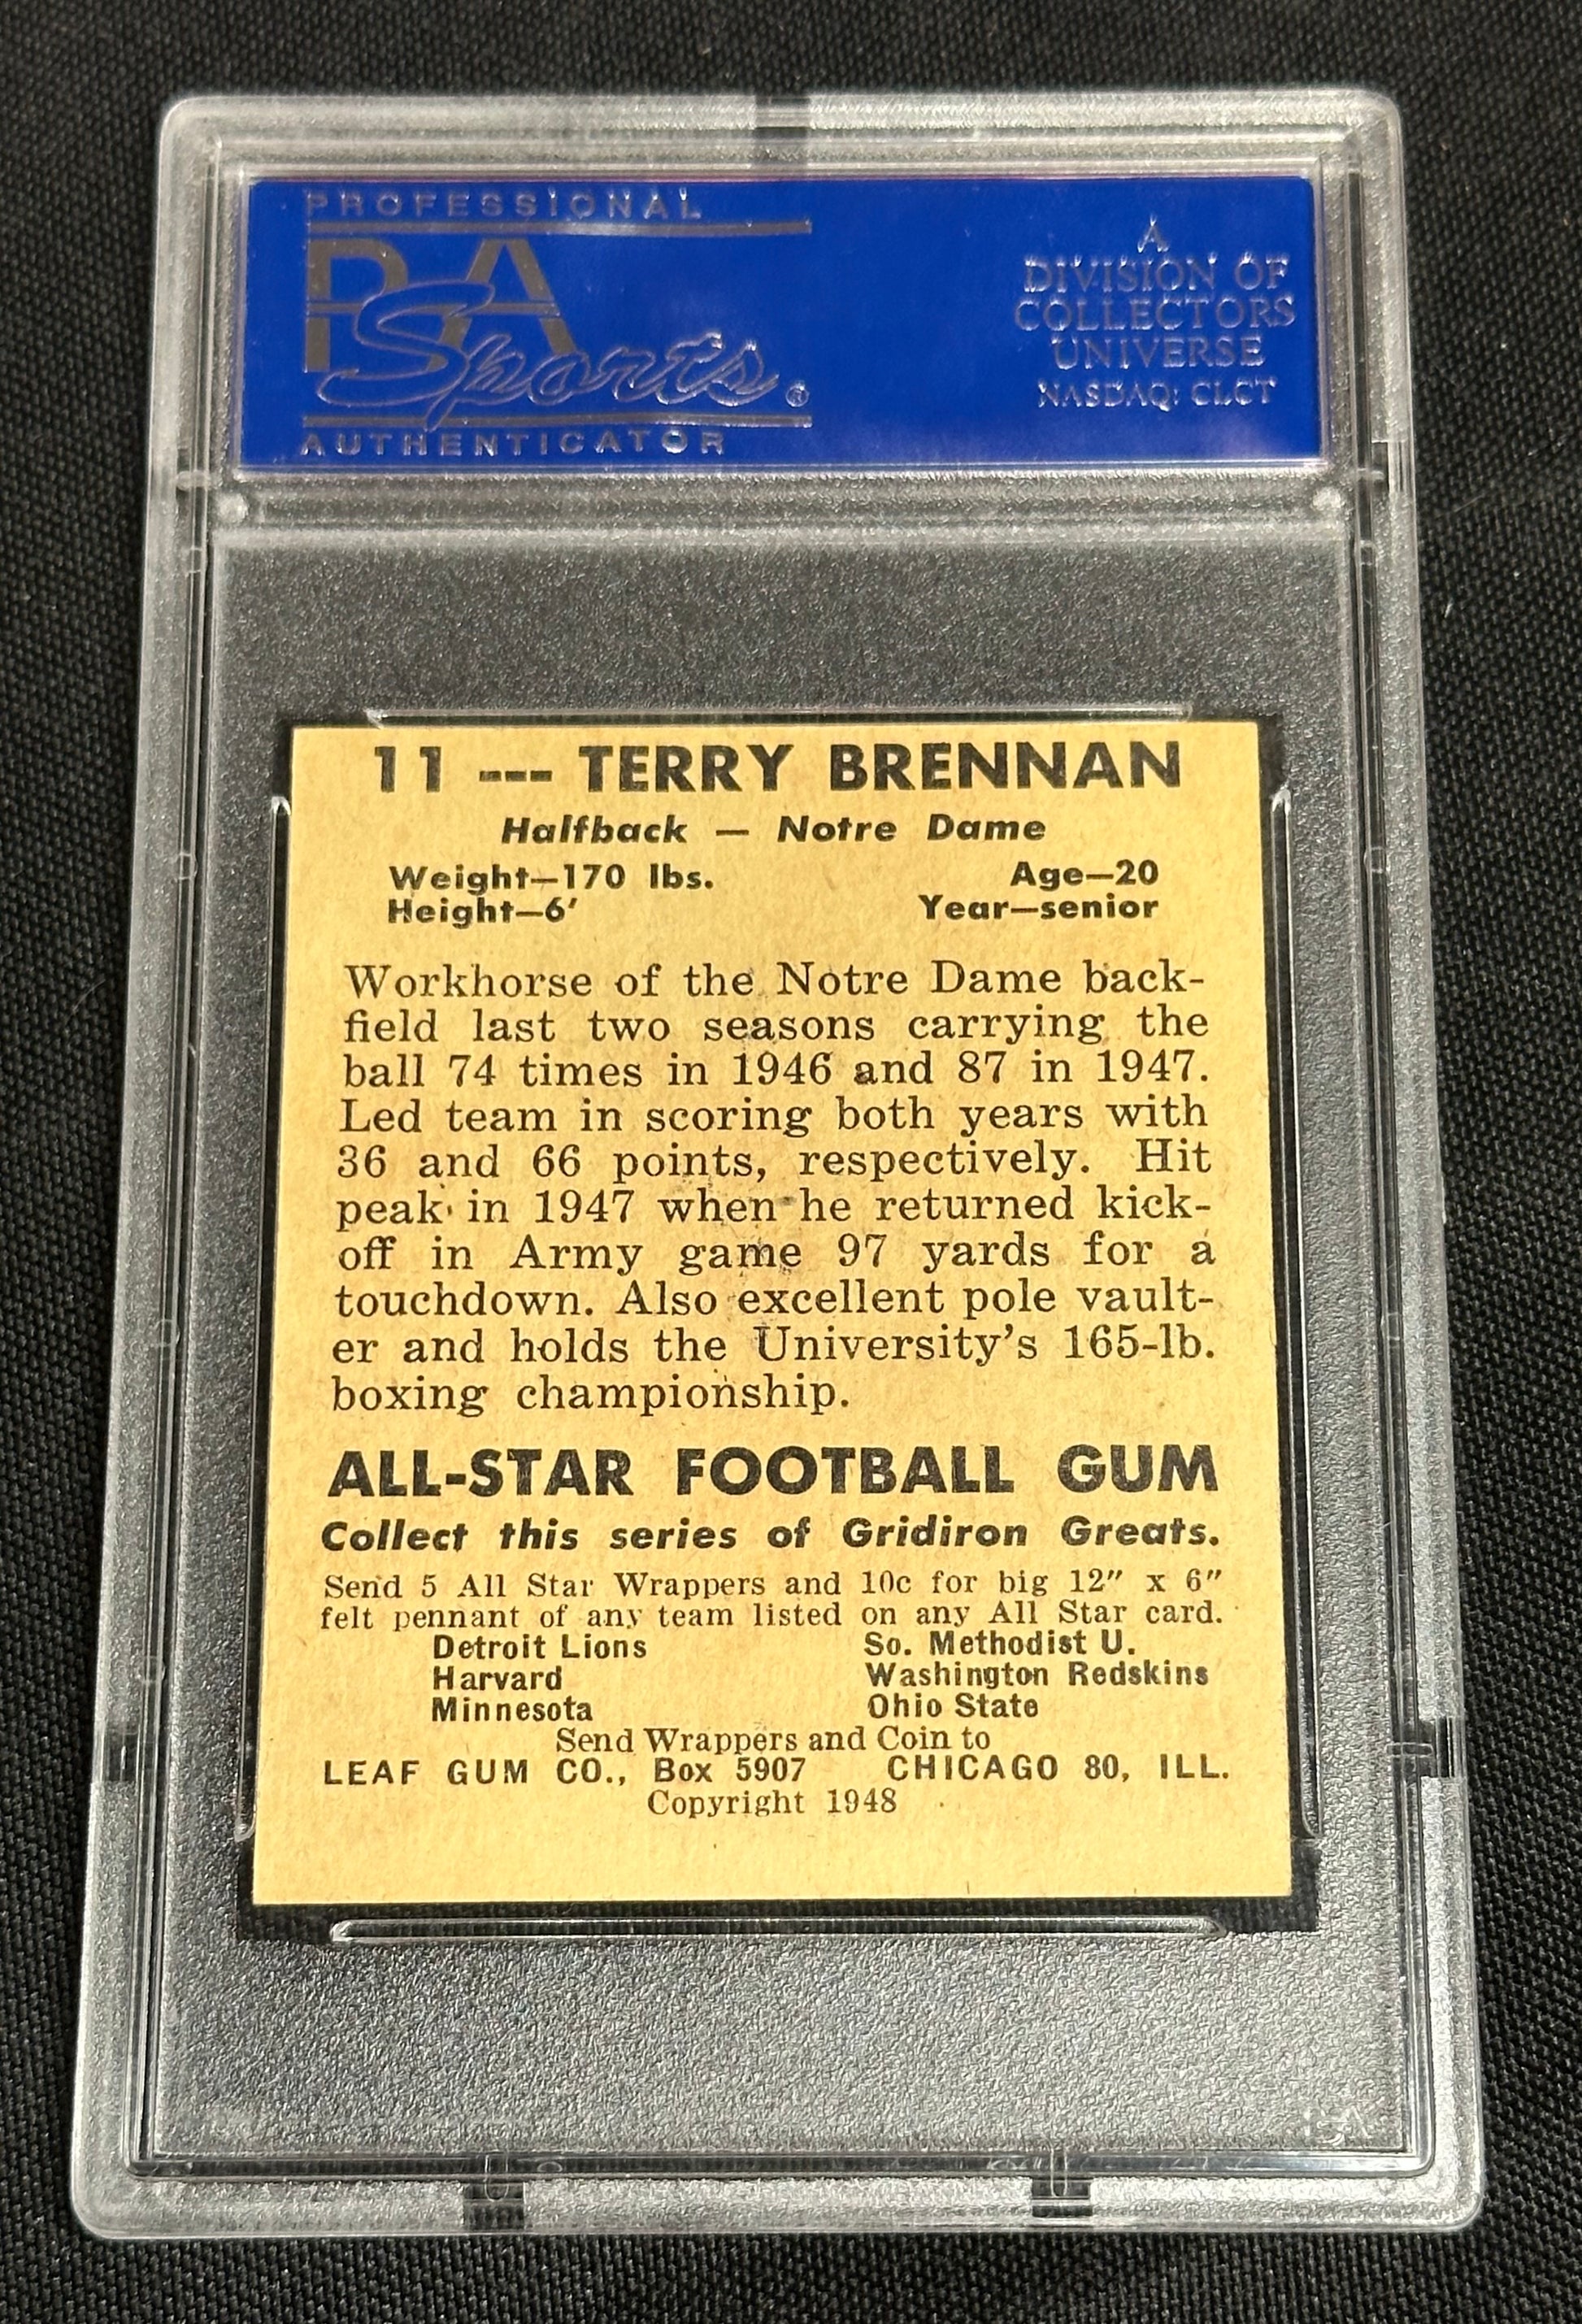 PROFESSIONAL
PSA
Sports®
AUTHENTICATOR
A
DIVISION OF
COLLECTORS
UNIVERSE
NASDAQ: CLCT
11 --- TERRY BRENNAN
Halfback — Notre Dame
Weight—170 lbs. Age—20
Height—6′ Year—senior
Workhorse of the Notre Dame back-
field last two seasons carrying the
ball 74 times in 1946 and 87 in 1947.
Led team in scoring both years with
36 and 66 points, respectively. Hit
peak in 1947 when he returned kick-
off in Army game 97 yards for a
touchdown. Also excellent pole vault-
er and holds the University's 165-lb.
boxing championship.
ALL-STAR FOOTBALL GUM
Collect this series of Gridiron Greats.
Send 5 All Star Wrappers and 10c for big 12″ x 6″
felt pennant of any team listed on any All Star card.
Detroit Lions So. Methodist U.
Harvard Washington Redskins
Minnesota Ohio State
Send Wrappers and Coin to
LEAF GUM CO., Box 5907 CHICAGO 80, ILL.
Copyright 1948
PSA